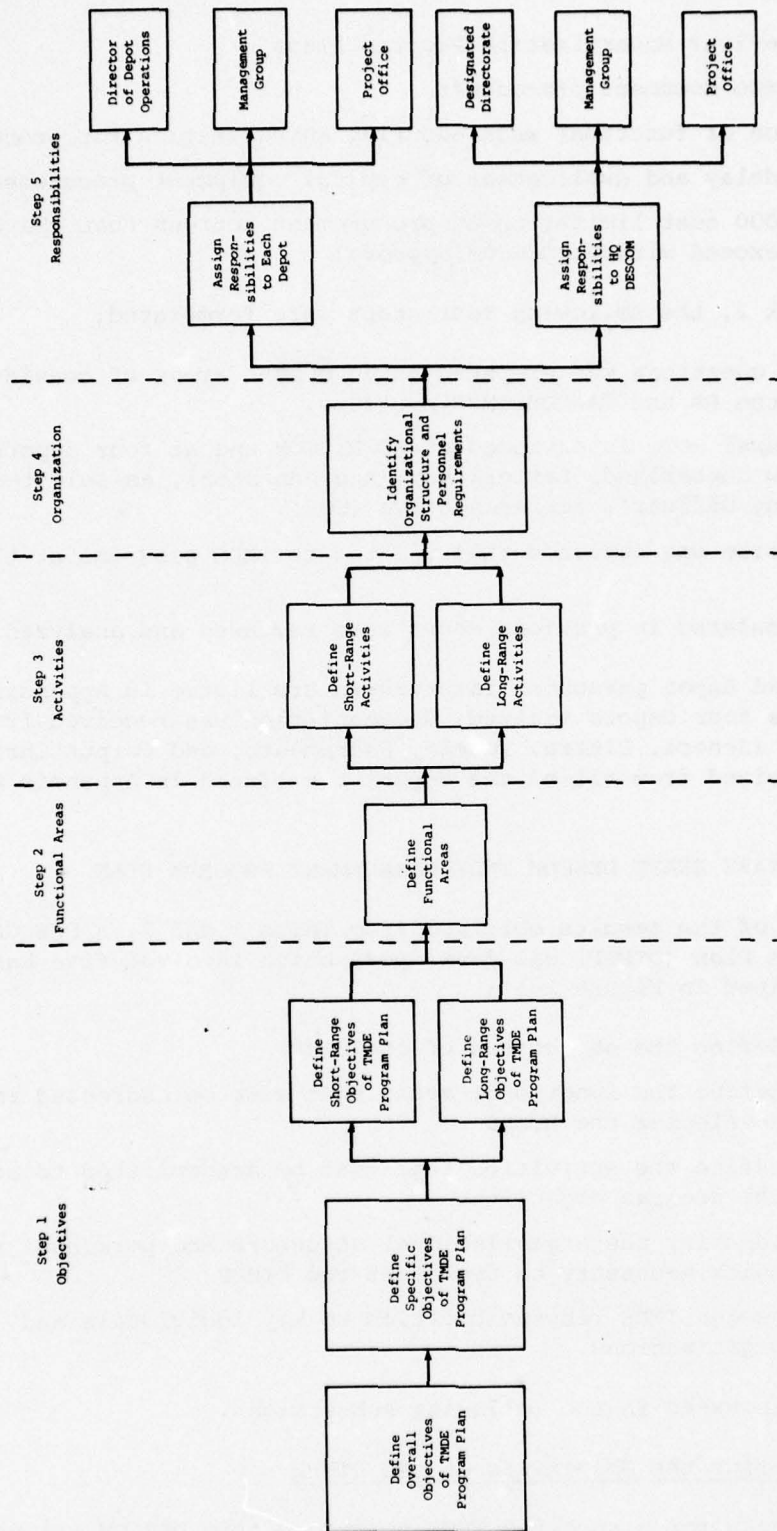 Step 1
Objectives
Define
Overall
Objectives
of TMDE
Program Plan
Define
Specific
Objectives
of TMDE
Program Plan
Define
Short-Range
Objectives
of TMDE
Program Plan
Define
Long-Range
Objectives
of TMDE
Program Plan
Step 2
Functional Areas
Define
Functional
Areas
Step 3
Activities
Define
Short-Range
Activities
Define
Long-Range
Activities
Step 4
Organization
Identify
Organizational
Structure and
Personnel
Requirements
Step 5
Responsibilities
Assign
Respon-
sibilities
to Each
Depot
Director
of Depot
Operations
Management
Group
Project
Office
Assign
Respon-
sibilities
to HQ
DESCOM
Designated
Directorate
Management
Group
Project
Office